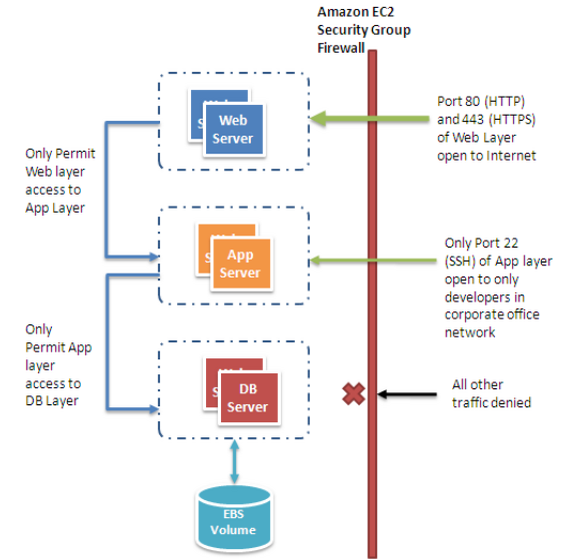 Amazon EC2
Security Group
Firewall
Web
Server
Port 80 (HTTP)
and 443 (HTTPS)
of Web Layer
open to Internet
Only Permit
Web layer
access to
App Layer
App
Server
Only Port 22
(SSH) of App layer
open to only
developers in
corporate office
network
Only
Permit App
layer
access to
DB Layer
DB
Server
All other
traffic denied
EBS
Volume